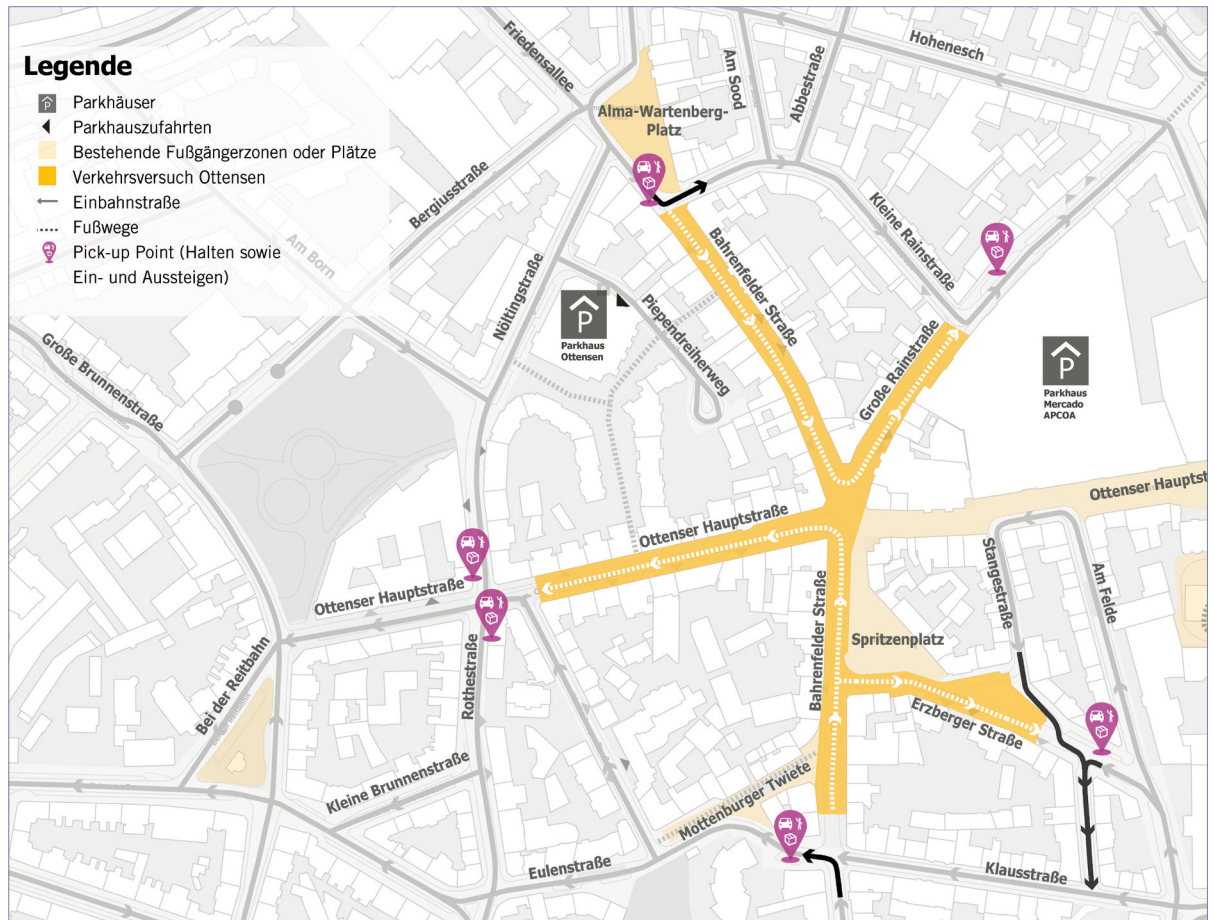 Legende
Parkhäuser
Parkhauszufahrten
Bestehende Fußgängerzonen oder Plätze
Verkehrsversuch Ottensen
Einbahnstraße
Fußwege
Pick-up Point (Halten sowie
Ein- und Aussteigen)
Friedensallee
Am Sood
Abbestraße
Hohenesch
Alma-Wartenberg-
Platz
Bergiusstraße
Am Born
Kleine Rainstraße
Bahrenfelder Straße
Nöltingstraße
P
Parkhaus
Ottensen
Piependreiherweg
Große Rainstraße
P
Parkhaus
Mercado
APCOA
Große Brunnenstraße
Ottenser Hauptst
Ottenser Hauptstraße
Stangestraße
Am Felde
Ottenser Hauptstraße
Bahrenfelder Straße
Spritzenplatz
Bei der Reitbahn
Rothestraße
Erzberger Straße
Kleine Brunnenstraße
Mottenburger Twiete
Eulenstraße
Klausstraße